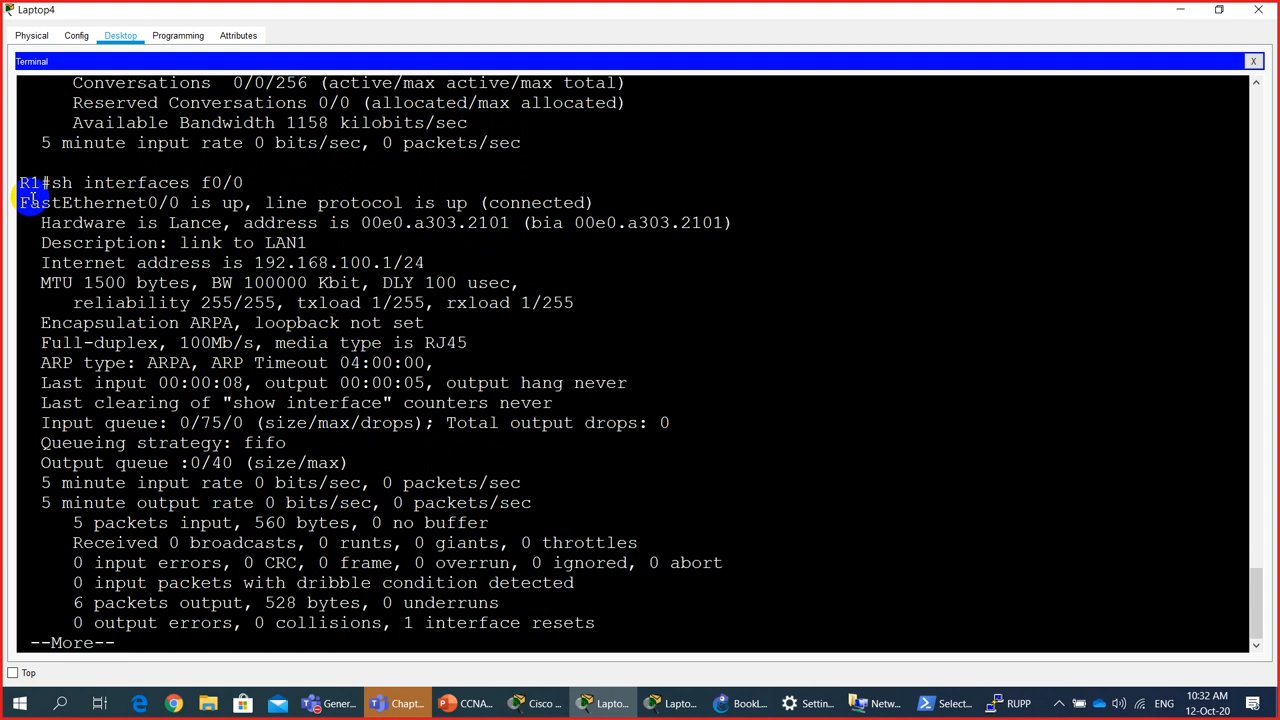 Laptop4
Physical Config Desktop Programming Attributes
Terminal X
Conversations 0/0/256 (active/max active/max total)
Reserved Conversations 0/0 (allocated/max allocated)
Available Bandwidth 1158 kilobits/sec
5 minute input rate 0 bits/sec, 0 packets/sec
R1#sh interfaces f0/0
FastEthernet0/0 is up, line protocol is up (connected)
Hardware is Lance, address is 00e0.a303.2101 (bia 00e0.a303.2101)
Description: link to LAN1
Internet address is 192.168.100.1/24
MTU 1500 bytes, BW 100000 Kbit, DLY 100 usec,
reliability 255/255, txload 1/255, rxload 1/255
Encapsulation ARPA, loopback not set
Full-duplex, 100Mb/s, media type is RJ45
ARP type: ARPA, ARP Timeout 04:00:00,
Last input 00:00:08, output 00:00:05, output hang never
Last clearing of "show interface" counters never
Input queue: 0/75/0 (size/max/drops); Total output drops: 0
Queueing strategy: fifo
Output queue :0/40 (size/max)
5 minute input rate 0 bits/sec, 0 packets/sec
5 minute output rate 0 bits/sec, 0 packets/sec
5 packets input, 560 bytes, 0 no buffer
Received 0 broadcasts, 0 runts, 0 giants, 0 throttles
0 input errors, 0 CRC, 0 frame, 0 overrun, 0 ignored, 0 abort
0 input packets with dribble condition detected
6 packets output, 528 bytes, 0 underruns
0 output errors, 0 collisions, 1 interface resets
--More--
Top
Gener... Chapt... CCNA... Cisco ... Lapto... Lapto... BookL... Settin... Netw... Select... RUPP ENG 10:32 AM
12-Oct-20